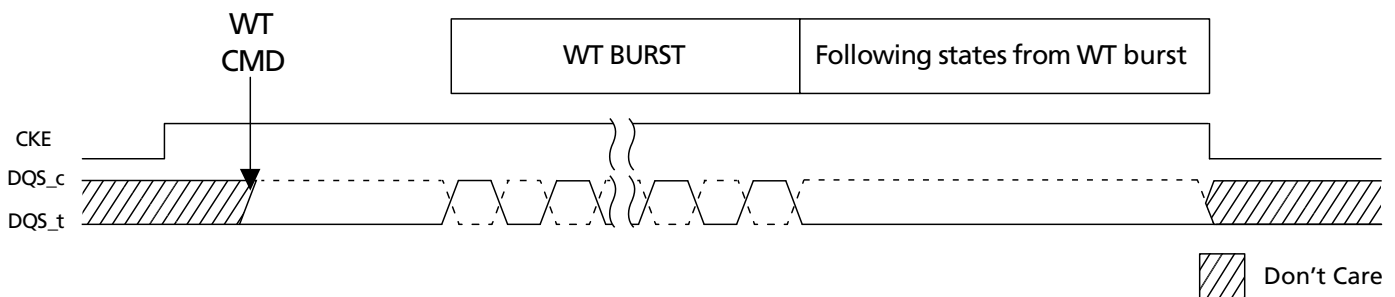 WT
CMD
WT BURST
Following states from WT burst
CKE
DQS_c
DQS_t
Don't Care